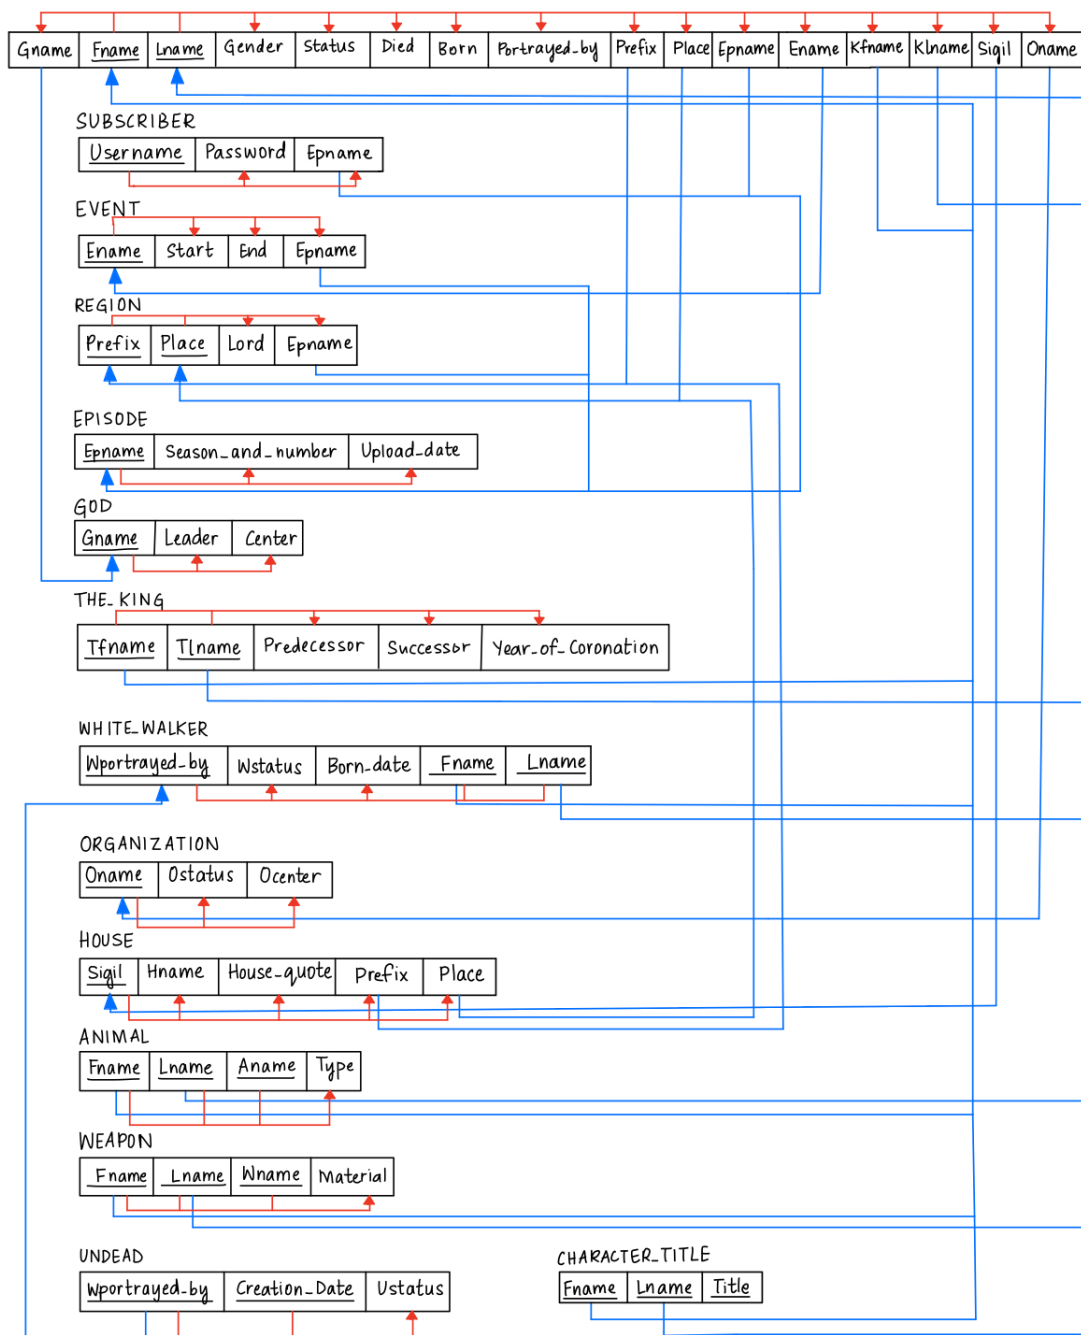 Gname Fname Lname Gender Status Died Born Portrayed_by Prefix Place Epname Ename Kfname Klname Sigil Oname
SUBSCRIBER
Username Password Epname
EVENT
Ename Start End Epname
REGION
Prefix Place Lord Epname
EPISODE
Epname Season_and_number Upload_date
GOD
Gname Leader Center
THE_KING
Tfname Tlname Predecessor Successor Year_of_Coronation
WHITE_WALKER
Wportrayed_by Wstatus Born_date Fname Lname
ORGANIZATION
Oname Ostatus Ocenter
HOUSE
Sigil Hname House_quote Prefix Place
ANIMAL
Fname Lname Aname Type
WEAPON
Fname Lname Wname Material
UNDEAD
Wportrayed_by Creation_Date Ustatus
CHARACTER_TITLE
Fname Lname Title